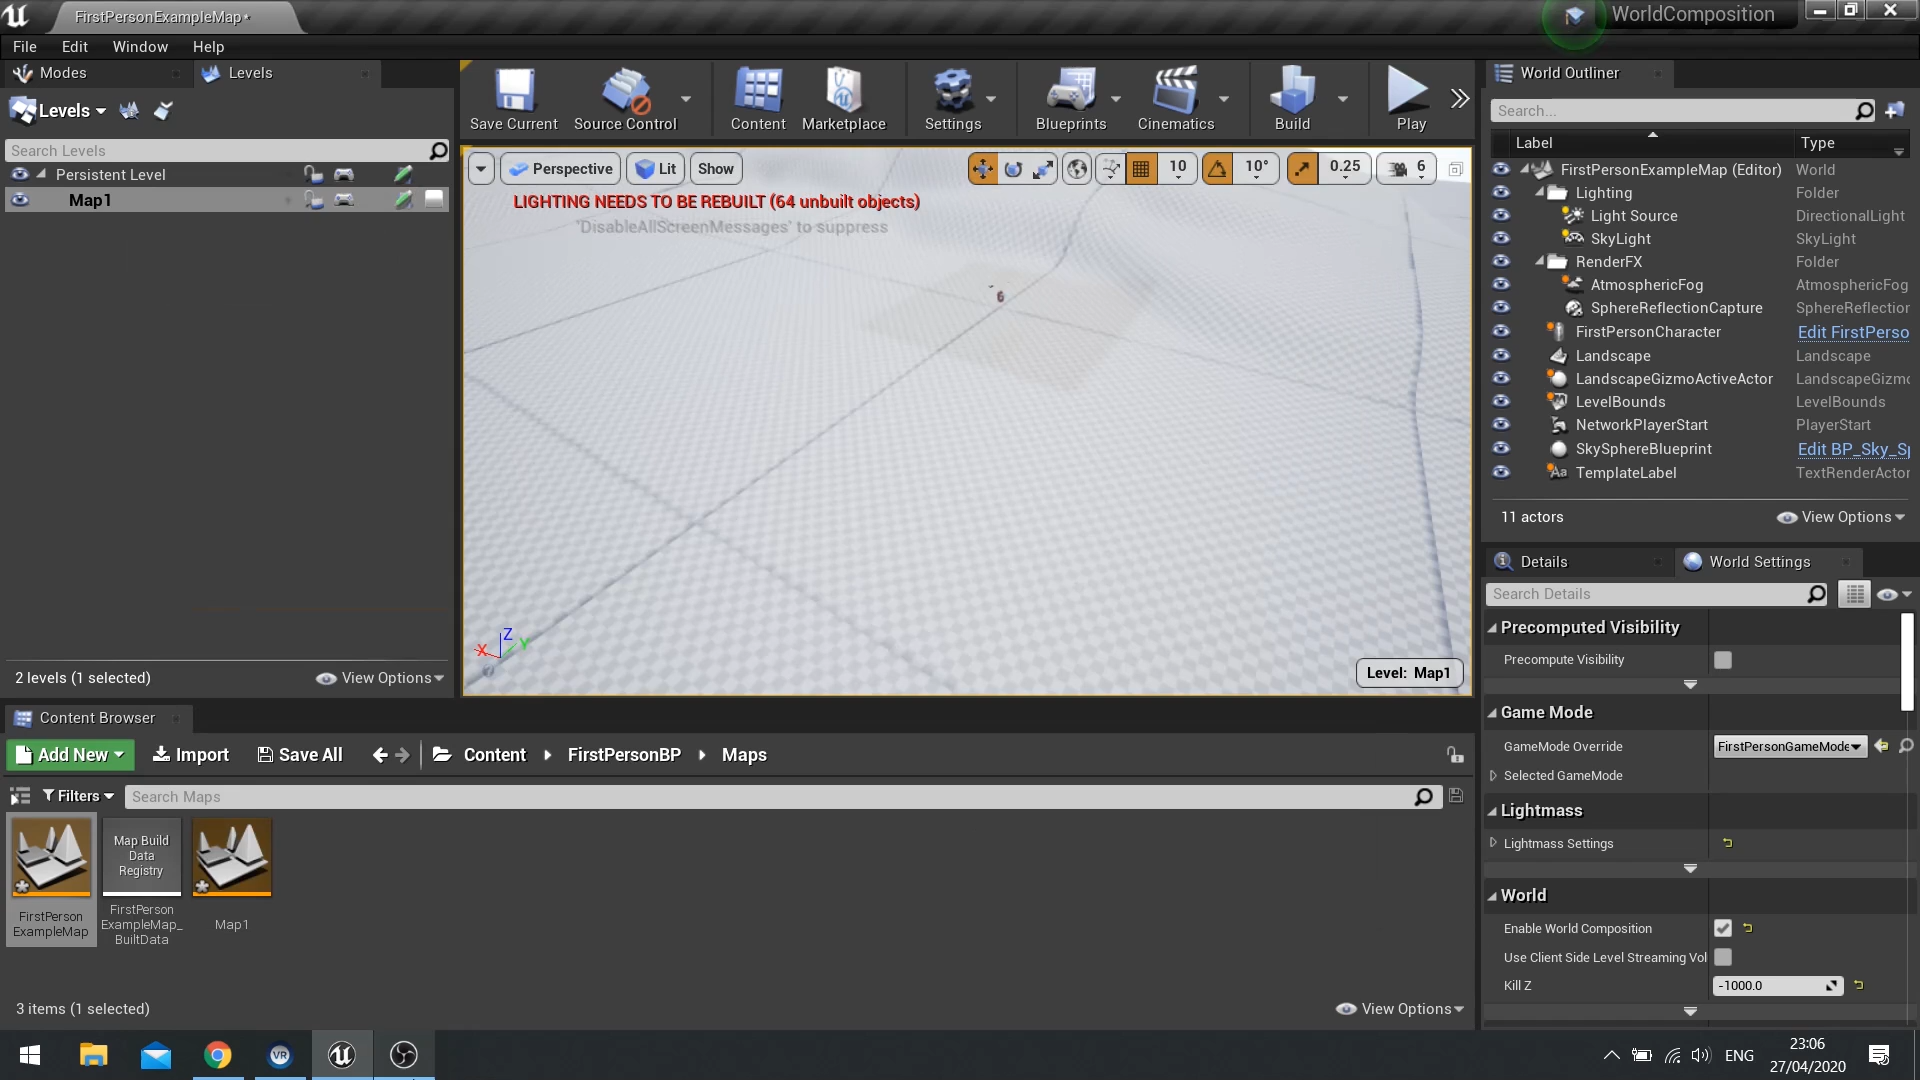 FirstPersonExampleMap*
WorldComposition
File
Edit
Window
Help
Modes
Levels
Levels
Search Levels
Persistent Level
Map1
2 levels (1 selected)
View Options
Save Current
Source Control
Content
Marketplace
Settings
Blueprints
Cinematics
Build
Play
Perspective
Lit
Show
10
10°
0.25
6
LIGHTING NEEDS TO BE REBUILT (64 unbuilt objects)
'DisableAllScreenMessages' to suppress
X
Z
Y
Level: Map1
World Outliner
Search...
Label
Type
FirstPersonExampleMap (Editor)
World
Lighting
Folder
Light Source
DirectionalLight
SkyLight
SkyLight
RenderFX
Folder
AtmosphericFog
AtmosphericFog
SphereReflectionCapture
SphereReflection
FirstPersonCharacter
Edit FirstPerso
Landscape
Landscape
LandscapeGizmoActiveActor
LandscapeGizmo
LevelBounds
LevelBounds
NetworkPlayerStart
PlayerStart
SkySphereBlueprint
Edit BP_Sky_Sp
TemplateLabel
TextRenderActor
11 actors
View Options
Details
World Settings
Search Details
Precomputed Visibility
Precompute Visibility
Game Mode
GameMode Override
FirstPersonGameMode
Selected GameMode
Lightmass
Lightmass Settings
World
Enable World Composition
Use Client Side Level Streaming Vol
Kill Z
-1000.0
Content Browser
Add New
Import
Save All
Content
FirstPersonBP
Maps
Filters
Search Maps
FirstPerson
ExampleMap
Map Build
Data
Registry
FirstPerson
ExampleMap_
BuiltData
Map1
3 items (1 selected)
View Options
VR
ENG
23:06
27/04/2020